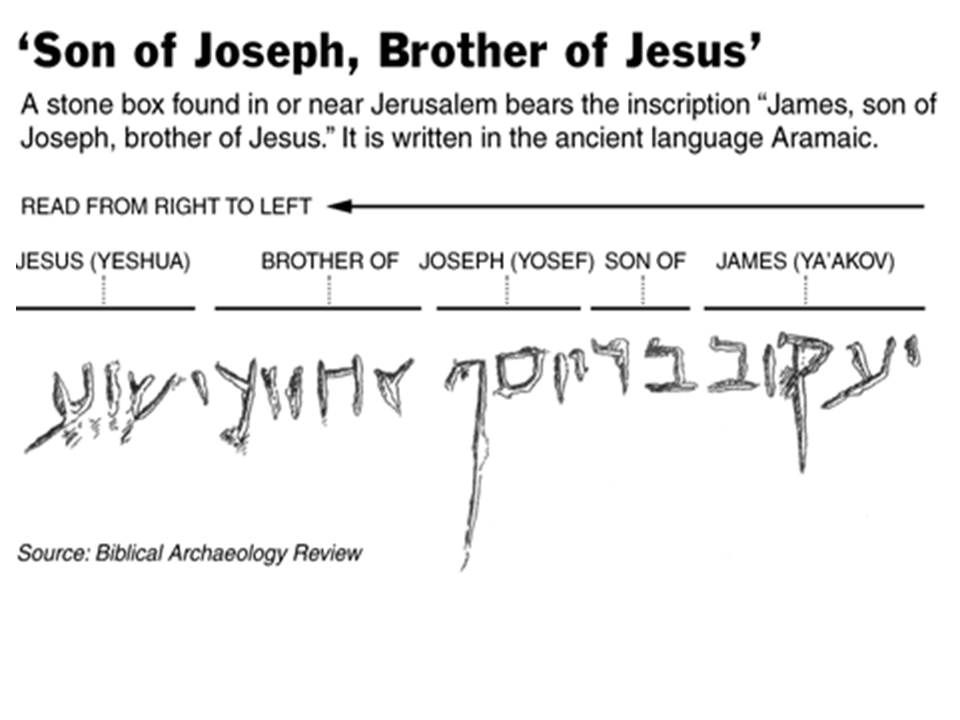 ‘Son of Joseph, Brother of Jesus’
A stone box found in or near Jerusalem bears the inscription “James, son of
Joseph, brother of Jesus.” It is written in the ancient language Aramaic.
READ FROM RIGHT TO LEFT
JESUS (YESHUA) BROTHER OF JOSEPH (YOSEF) SON OF JAMES (YA'AKOV)
יעקוב בר יוסף אחוי דישוע
Source: Biblical Archaeology Review